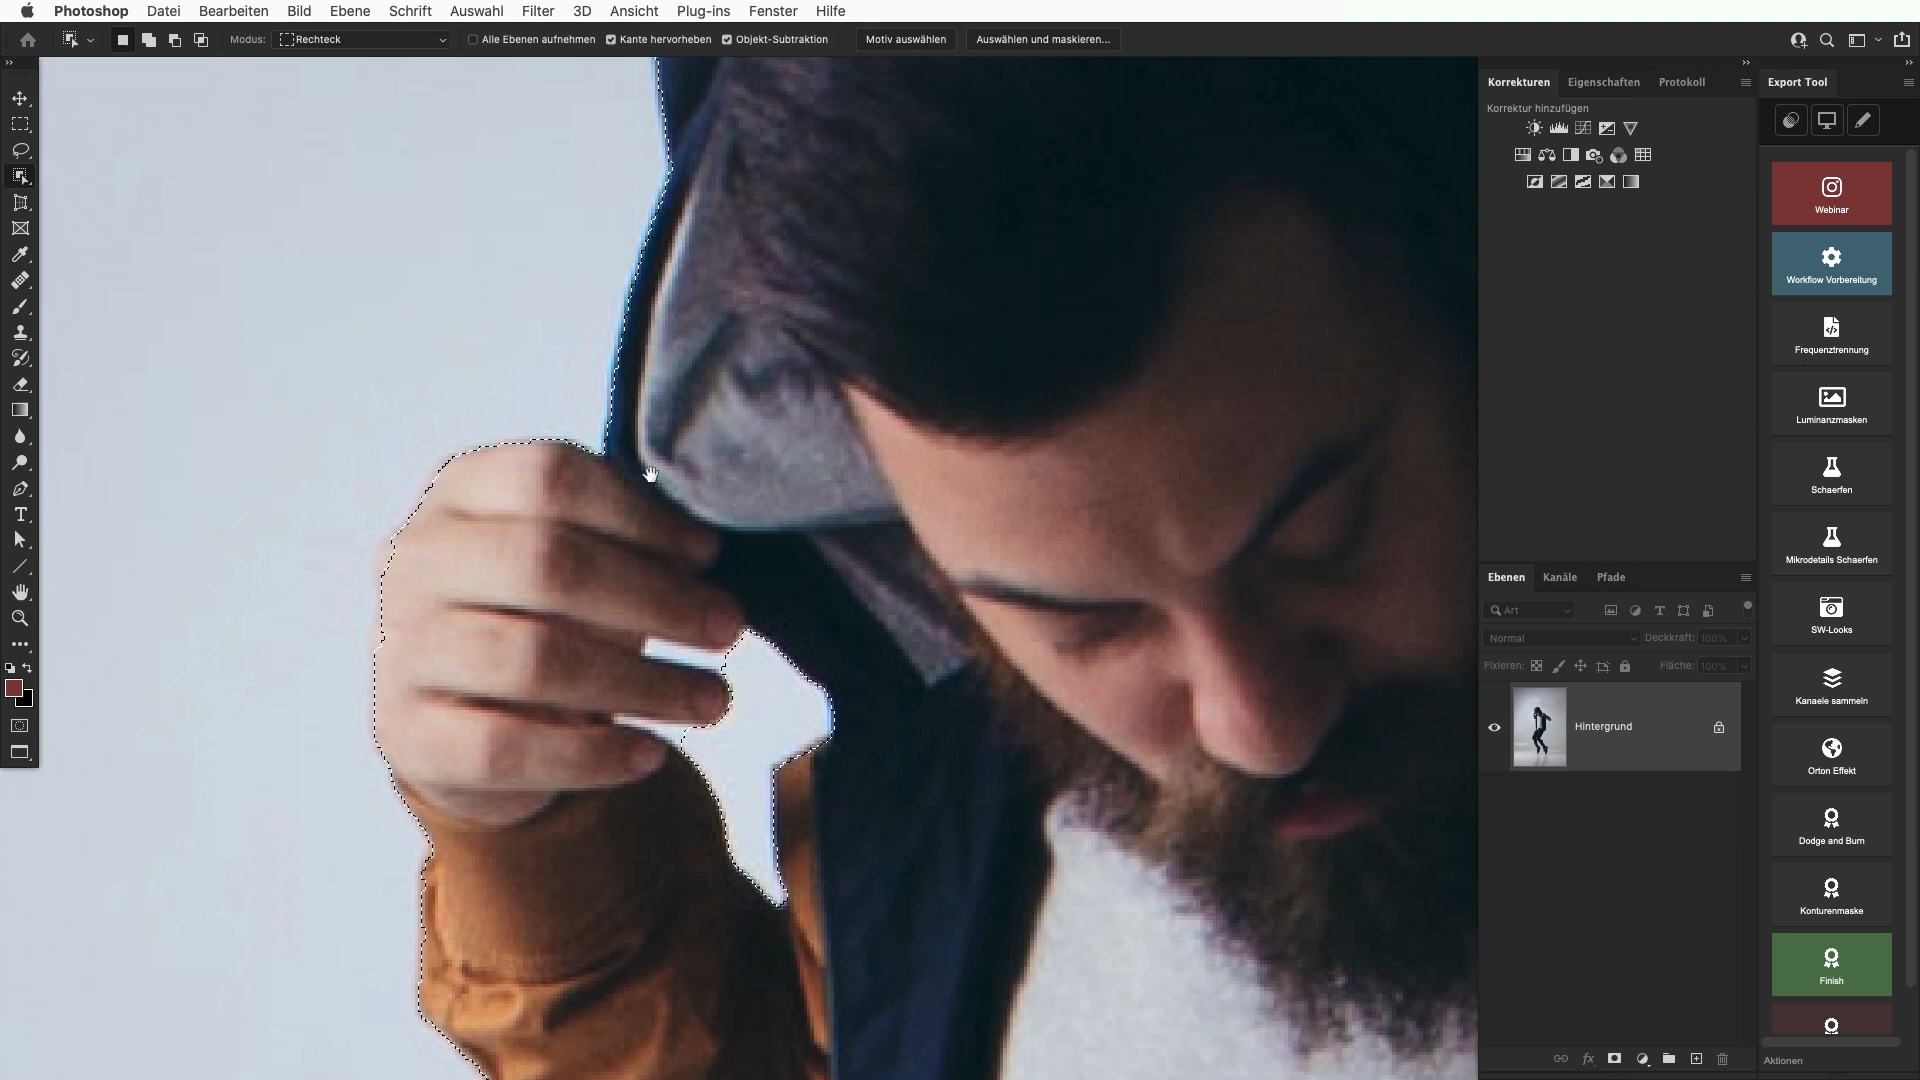 Photoshop Datei Bearbeiten Bild Ebene Schrift Auswahl Filter 3D Ansicht Plug-ins Fenster Hilfe
Modus: Rechteck Alle Ebenen aufnehmen Kante hervorheben Objekt-Subtraktion Motiv auswählen Auswählen und maskieren...
Korrekturen Eigenschaften Protokoll
Korrektur hinzufügen
Ebenen Kanäle Pfade
Art
Normal Deckkraft: 100%
Fixieren: Fläche: 100%
Hintergrund
Export Tool
Webinar
Workflow Vorbereitung
Frequenztrennung
Luminanzmasken
Schaerfen
Mikrodetails Schaerfen
SW-Looks
Kanaele sammeln
Orton Effekt
Dodge and Burn
Konturenmaske
Finish
Aktionen